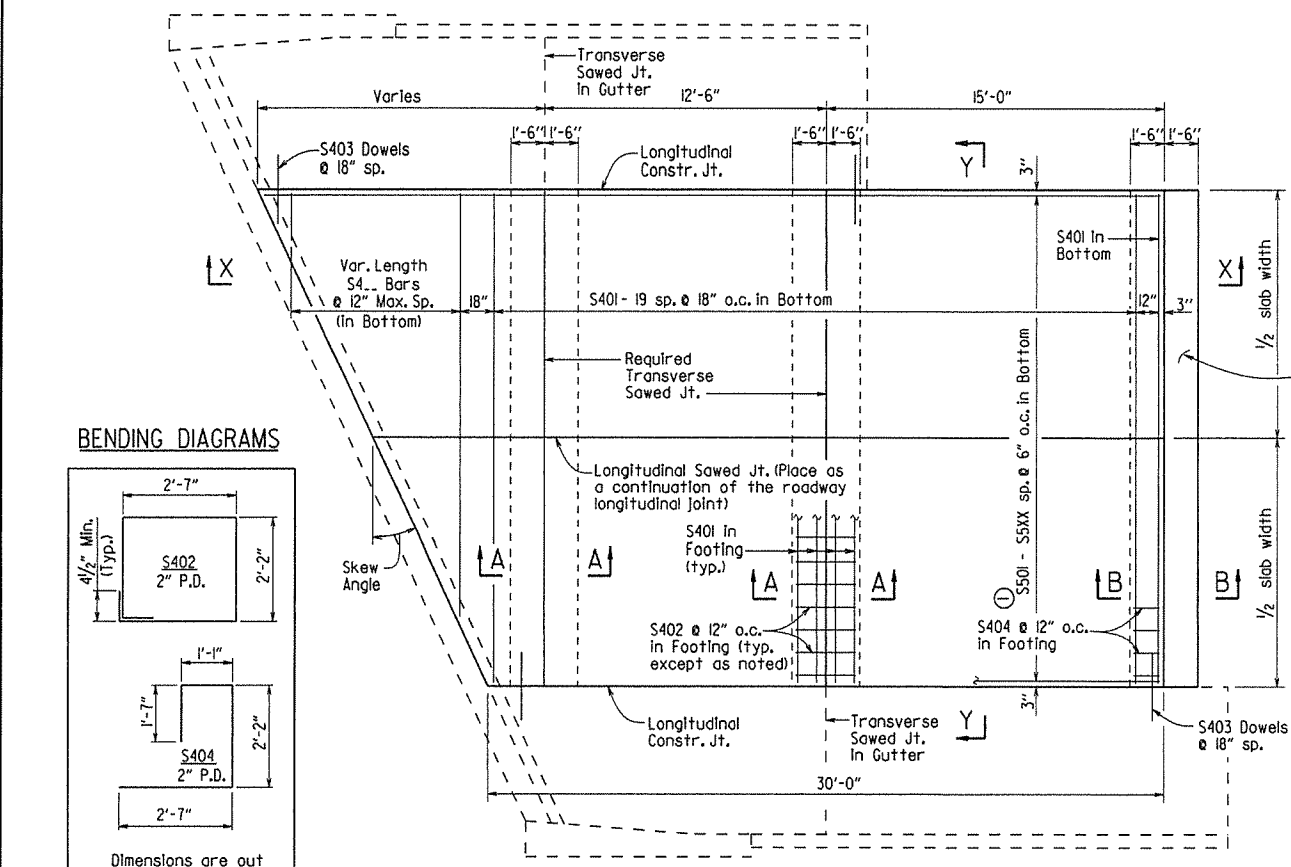 Transverse
Sawed Jt.
in Gutter
Varies
12'-6"
15'-0"
1'-6"
1'-6"
1'-6"
1'-6"
1'-6"
1'-6"
S403 Dowels
@ 18" sp.
Longitudinal
Constr. Jt.
Y
3"
X
Var. Length
S4__ Bars
@ 12" Max. Sp.
(in Bottom)
18"
S401 - 19 sp. @ 18" o.c. in Bottom
S401 in
Bottom
12"
3"
X
1/2 slab width
Required
Transverse
Sawed Jt.
S501 - S5XX sp. @ 6" o.c. in Bottom
1
BENDING DIAGRAMS
2'-7"
4 1/2" Min.
(Typ.)
S402
2" P.D.
2'-2"
Longitudinal Sawed Jt. (Place as
a continuation of the roadway
longitudinal joint)
Skew
Angle
S401 in
Footing
(typ.)
A
A
A
A
B
B
1/2 slab width
S402 @ 12" o.c.
in Footing (typ.
except as noted)
S404 @ 12" o.c.
in Footing
1'-1"
1'-7"
S404
2" P.D.
2'-2"
2'-7"
Longitudinal
Constr. Jt.
Transverse
Sawed Jt.
in Gutter
Y
3"
S403 Dowels
@ 18" sp.
30'-0"
Dimensions are out